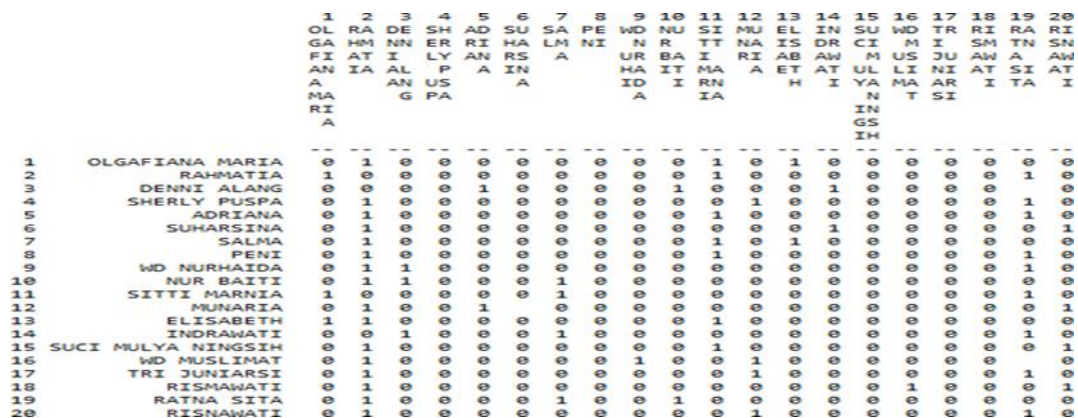 1 2 3 4 5 6 7 8 9 10 11 12 13 14 15 16 17 18 19 20
OL RA DE SH AD SU SA PE WD NU SI MU EL IN SU WD TR RI RA RI
GA HM NN ER RI HA LM NI N R TT NA IS DR CI M I SM TN SN
FI AT I LY AN RS A UR BA I RI AB AW M US JU AW A AW
AN IA AL P A IN HA IT MA A ET AT UL LI NI AT SI AT
A AN US A ID I RN H I YA MA AR I TA I
MA G PA A IA N T SI
RI IN
A GS
IH
-- -- -- -- -- -- -- -- -- -- -- -- -- -- -- -- -- -- -- --
1 OLGAFIANA MARIA 0 1 0 0 0 0 0 0 0 0 1 0 1 0 0 0 0 0 0 0
2 RAHMATIA 1 0 0 0 0 0 0 0 0 0 1 0 0 0 0 0 0 0 1 0
3 DENNI ALANG 0 0 0 0 1 0 0 0 0 1 0 0 0 1 0 0 0 0 0
4 SHERLY PUSPA 0 1 0 0 0 0 0 0 0 0 0 1 0 0 0 0 0 0 1 0
5 ADRIANA 0 1 0 0 0 0 0 0 0 0 1 0 0 0 0 0 0 0 1 0
6 SUHARSINA 0 1 0 0 0 0 0 0 0 0 0 0 0 1 0 0 0 0 1
7 SALMA 0 1 0 0 0 0 0 0 0 0 1 0 1 0 0 0 0 0 0 0
8 PENI 0 1 0 0 0 0 0 0 0 0 1 0 0 0 0 0 0 0 1 0
9 WD NURHAIDA 0 1 1 0 0 0 0 0 0 0 0 0 0 0 0 0 0 0 1 0
10 NUR BAITI 0 1 1 0 0 0 1 0 0 0 0 0 0 0 0 0 0 0 0 0
11 SITTI MARNIA 1 0 0 0 0 0 1 0 0 0 0 0 0 0 0 0 0 0 1 0
12 MUNARIA 0 1 0 0 1 0 0 0 0 0 0 0 0 0 0 0 0 0 0 1
13 ELISABETH 1 1 0 0 0 0 0 0 0 0 1 0 0 0 0 0 0 0 0 0
14 INDRAWATI 0 0 1 0 0 0 1 0 0 0 0 0 0 0 0 0 0 0 1 0
15 SUCI MULYA NINGSIH 0 1 0 0 0 0 0 0 0 0 1 0 0 0 0 0 0 0 0 1
16 WD MUSLIMAT 0 1 0 0 0 0 0 0 1 0 0 1 0 0 0 0 0 0 0
17 TRI JUNIARSI 0 1 0 0 0 0 0 0 0 0 0 1 0 0 0 0 0 0 1 0
18 RISMAWATI 0 1 0 0 0 0 0 0 0 0 0 0 0 0 0 1 0 0 0 1
19 RATNA SITA 0 1 0 0 0 0 1 0 0 1 0 0 0 0 0 0 0 0 0 0
20 RISNAWATI 0 1 0 0 0 0 0 0 0 0 0 1 0 0 0 0 0 0 1 0